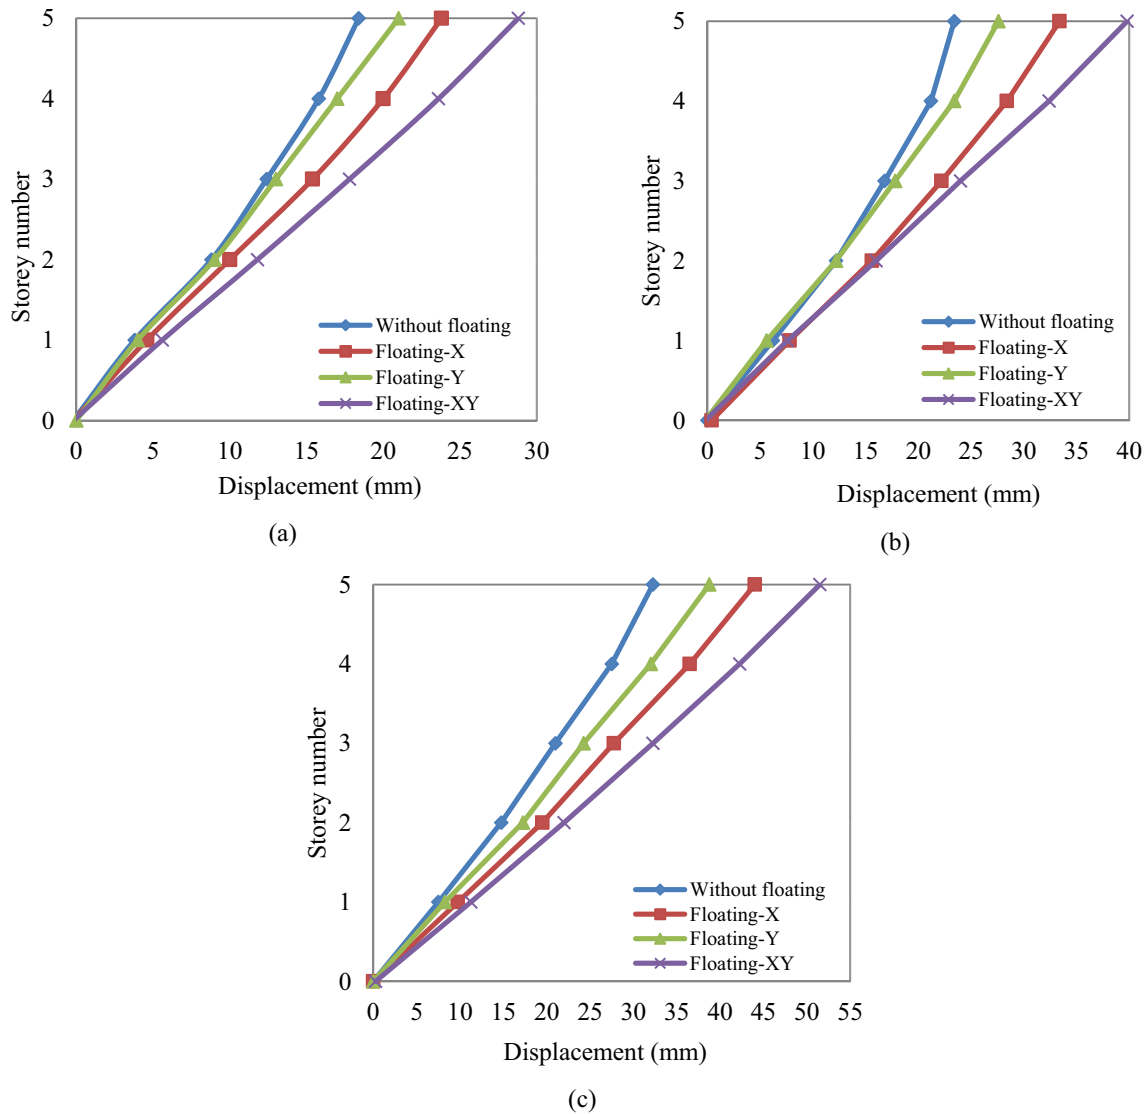 5
4
3
2
1
0
Storey number
Without floating
Floating-X
Floating-Y
Floating-XY
0 5 10 15 20 25 30
Displacement (mm)
(a)
5
4
3
2
1
0
Storey number
Without floating
Floating-X
Floating-Y
Floating-XY
0 5 10 15 20 25 30 35 40
Displacement (mm)
(b)
5
4
3
2
1
0
Storey number
Without floating
Floating-X
Floating-Y
Floating-XY
0 5 10 15 20 25 30 35 40 45 50 55
Displacement (mm)
(c)